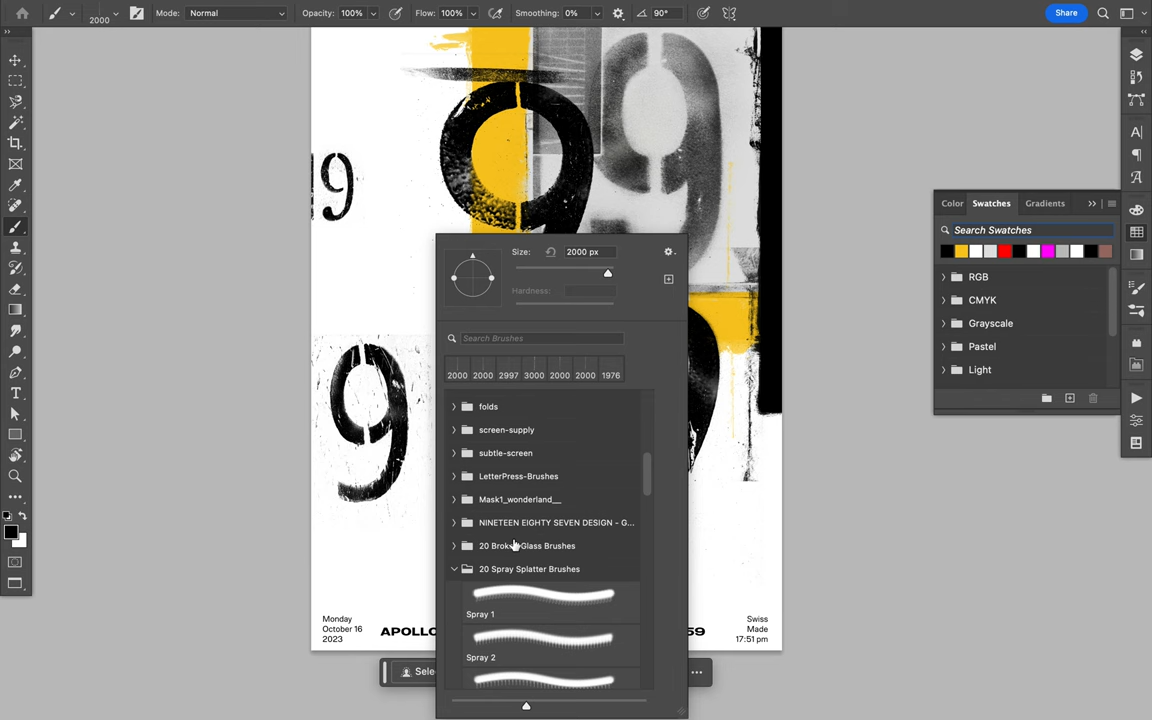 2000
Mode: Normal
Opacity: 100%
Flow: 100%
Smoothing: 0%
90°
Share
9
9
19
9
Size: 2000 px
Hardness:
Search Brushes
2000 2000 2997 3000 2000 2000 1976
folds
screen-supply
subtle-screen
LetterPress-Brushes
Mask1_wonderland__
NINETEEN EIGHTY SEVEN DESIGN - G...
20 Brok Glass Brushes
20 Spray Splatter Brushes
Spray 1
Spray 2
Monday
October 16
2023
APOLLO
59
Swiss
Made
17:51 pm
Sele
Color Swatches Gradients
Search Swatches
RGB
CMYK
Grayscale
Pastel
Light